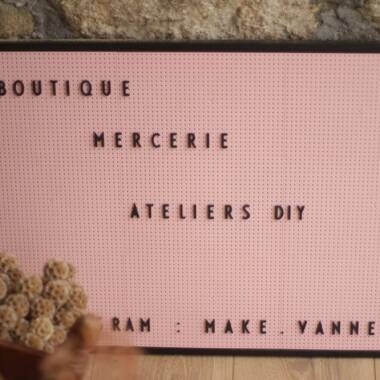 BOUTIQUE
MERCERIE
ATELIERS DIY
RAM : MAKE.VANNE